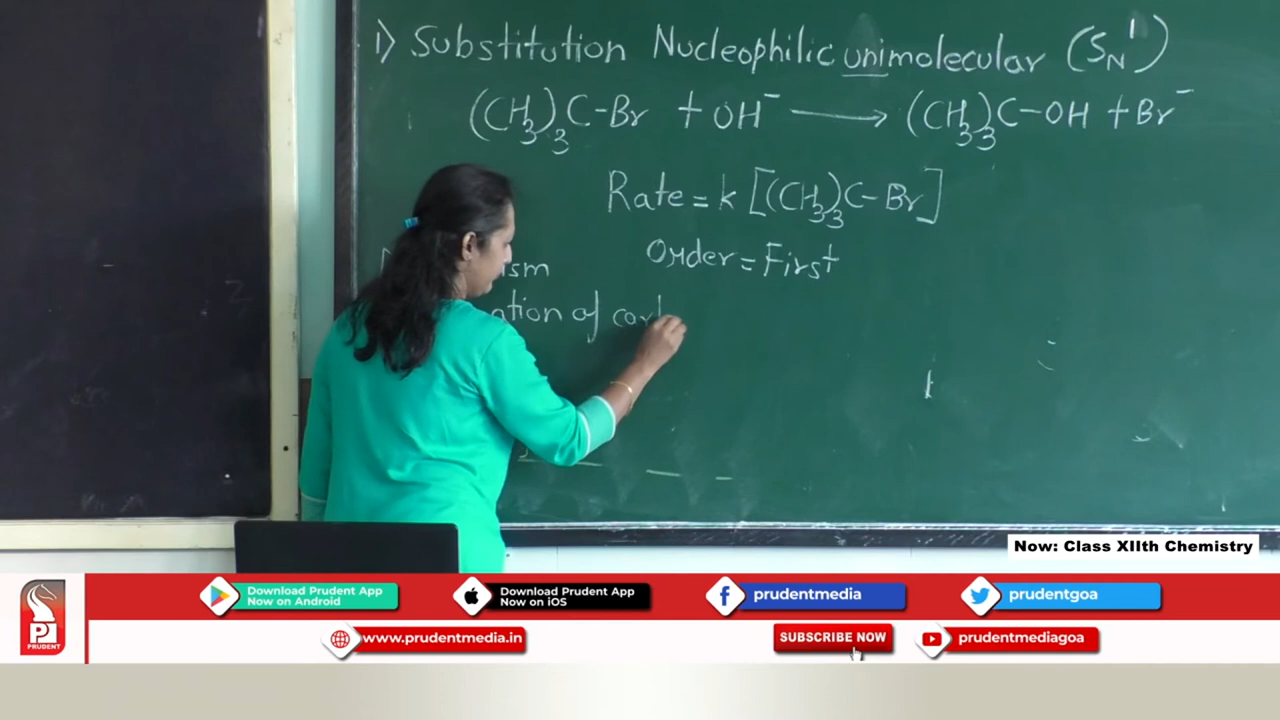 1) Substitution Nucleophilic unimolecular (SN1)
(CH3)3C-Br + OH⁻ ⟶ (CH3)3C-OH + Br⁻
Rate = k [(CH3)3C-Br]
Order = First
ism
ation of
Now: Class XIIth Chemistry
PRUDENT
Download Prudent App
Now on Android
Download Prudent App
Now on iOS
prudentmedia
prudentgoa
www.prudentmedia.in
SUBSCRIBE NOW
prudentmediagoa